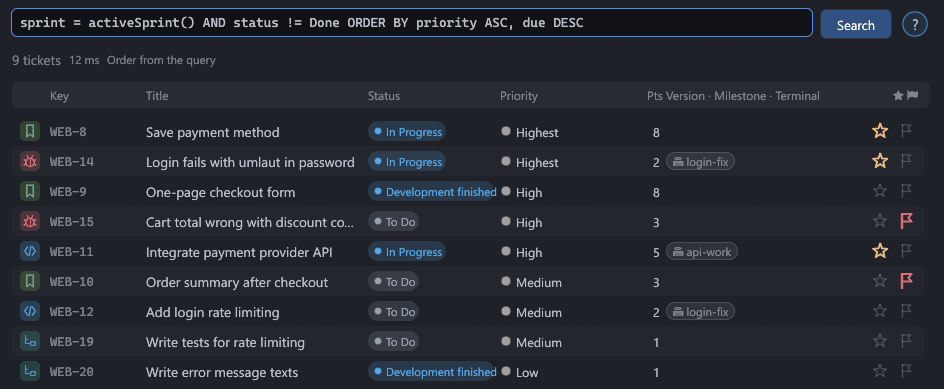 sprint = activeSprint() AND status != Done ORDER BY priority ASC, due DESC Search ?
9 tickets 12 ms Order from the query
Key Title Status Priority Pts Version · Milestone · Terminal
WEB-8 Save payment method In Progress Highest 8
WEB-14 Login fails with umlaut in password In Progress Highest 2 login-fix
WEB-9 One-page checkout form Development finished High 8
WEB-15 Cart total wrong with discount co... To Do High 3
WEB-11 Integrate payment provider API In Progress High 5 api-work
WEB-10 Order summary after checkout To Do Medium 3
WEB-12 Add login rate limiting To Do Medium 2 login-fix
WEB-19 Write tests for rate limiting To Do Medium 1
WEB-20 Write error message texts Development finished Low 1